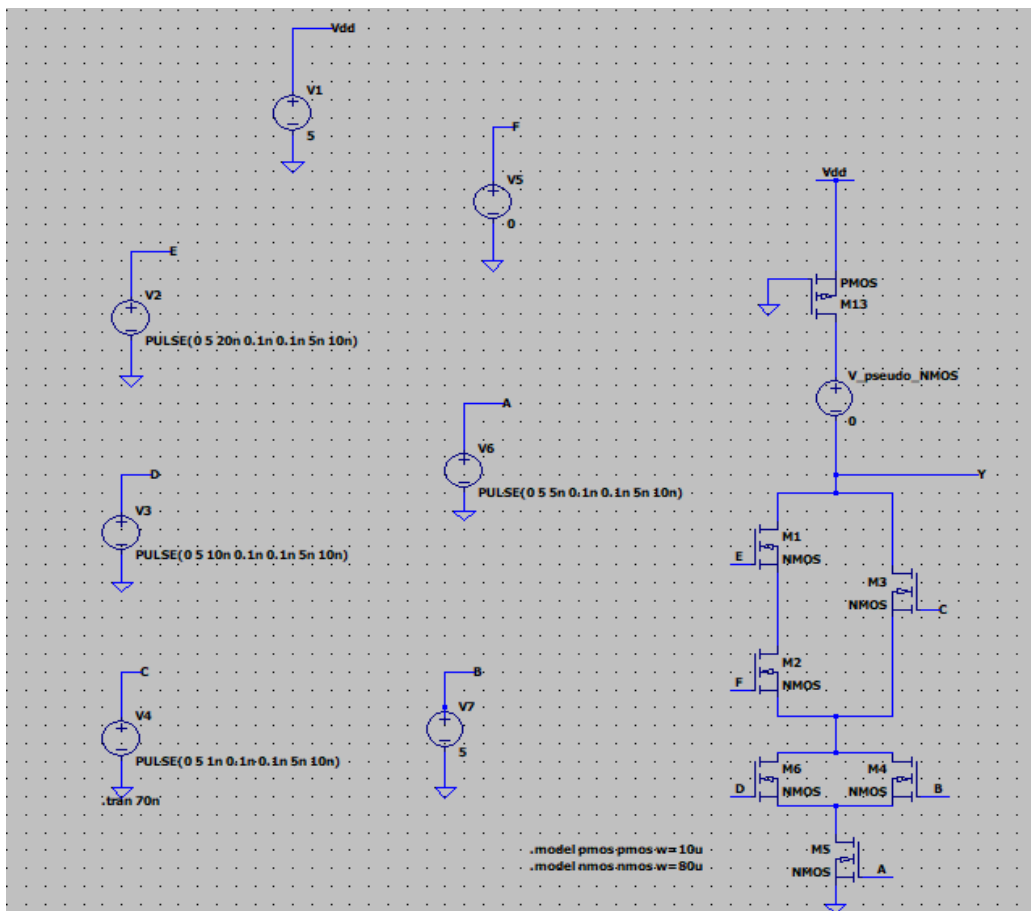 Vdd
V1
5
F
V5
0
Vdd
E
V2
PULSE(0 5 20n 0.1n 0.1n 5n 10n)
PMOS
M13
V_pseudo_NMOS
0
A
V6
PULSE(0 5 5n 0.1n 0.1n 5n 10n)
D
V3
PULSE(0 5 10n 0.1n 0.1n 5n 10n)
Y
M1
E
NMOS
M3
NMOS
C
C
V4
PULSE(0 5 1n 0.1n 0.1n 5n 10n)
.tran 70n
B
V7
5
M2
F
NMOS
M6
M4
D
NMOS
NMOS
B
M5
NMOS
A
.model pmos pmos w=10u
.model nmos nmos w=80u